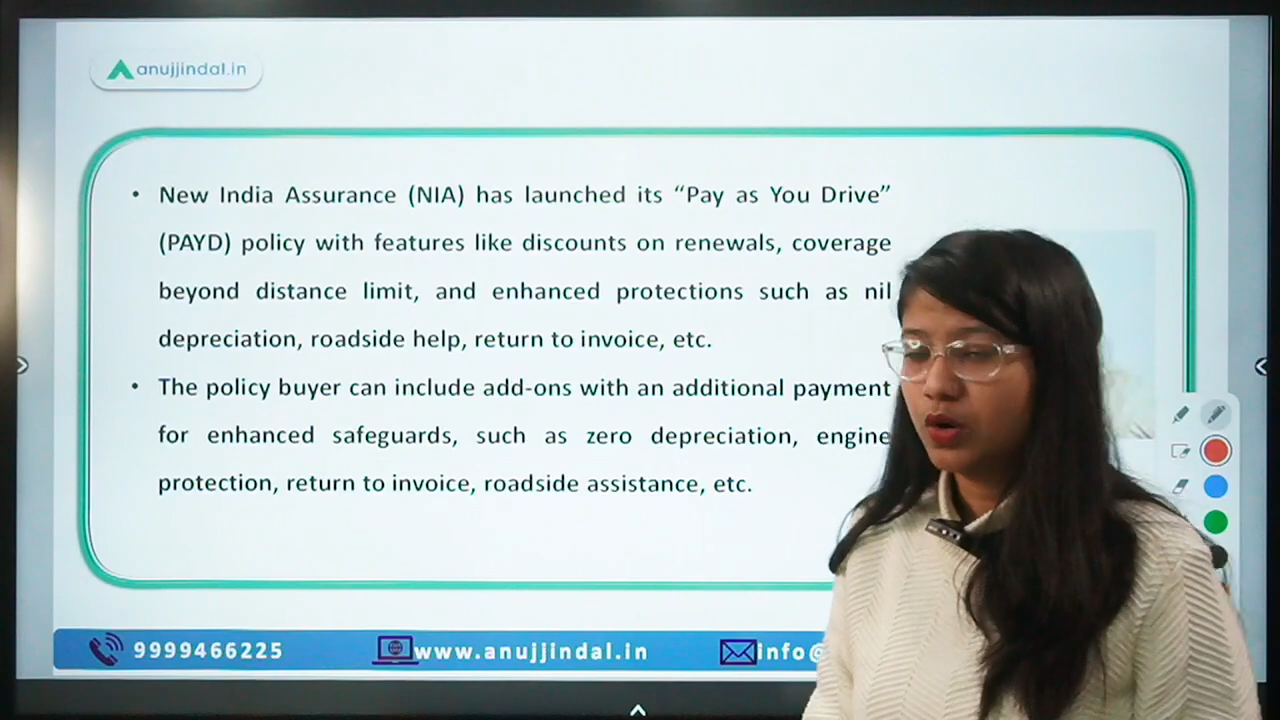 anujjindal.in
• New India Assurance (NIA) has launched its “Pay as You Drive”
(PAYD) policy with features like discounts on renewals, coverage
beyond distance limit, and enhanced protections such as nil
depreciation, roadside help, return to invoice, etc.
• The policy buyer can include add-ons with an additional payment
for enhanced safeguards, such as zero depreciation, engine
protection, return to invoice, roadside assistance, etc.
9999466225 www.anujjindal.in info@